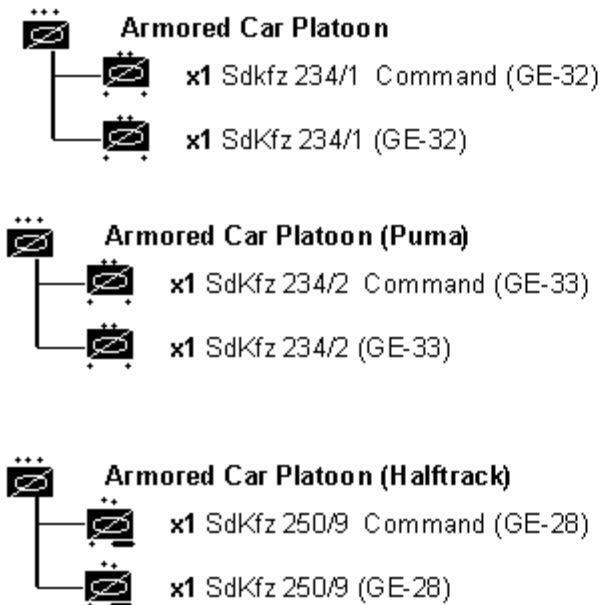 Armored Car Platoon
x1 Sdkfz 234/1 Command (GE-32)
x1 SdKfz 234/1 (GE-32)
Armored Car Platoon (Puma)
x1 SdKfz 234/2 Command (GE-33)
x1 SdKfz 234/2 (GE-33)
Armored Car Platoon (Halftrack)
x1 SdKfz 250/9 Command (GE-28)
x1 SdKfz 250/9 (GE-28)